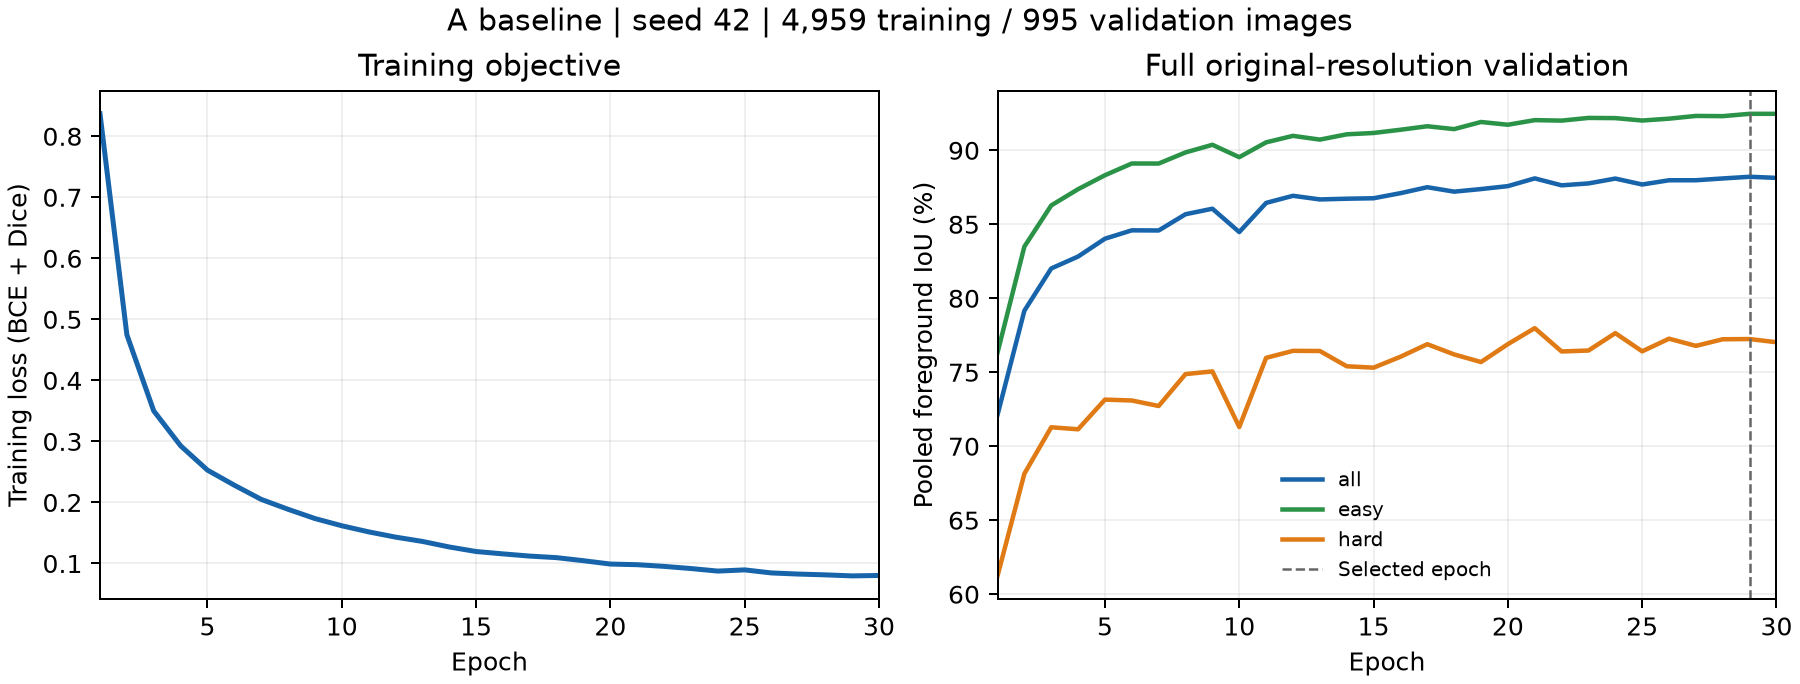 A baseline | seed 42 | 4,959 training / 995 validation images
Training objective
Training loss (BCE + Dice)
0.8
0.7
0.6
0.5
0.4
0.3
0.2
0.1
5 10 15 20 25 30
Epoch
Full original-resolution validation
Pooled foreground IoU (%)
90
85
80
75
70
65
60
all
easy
hard
Selected epoch
5 10 15 20 25 30
Epoch